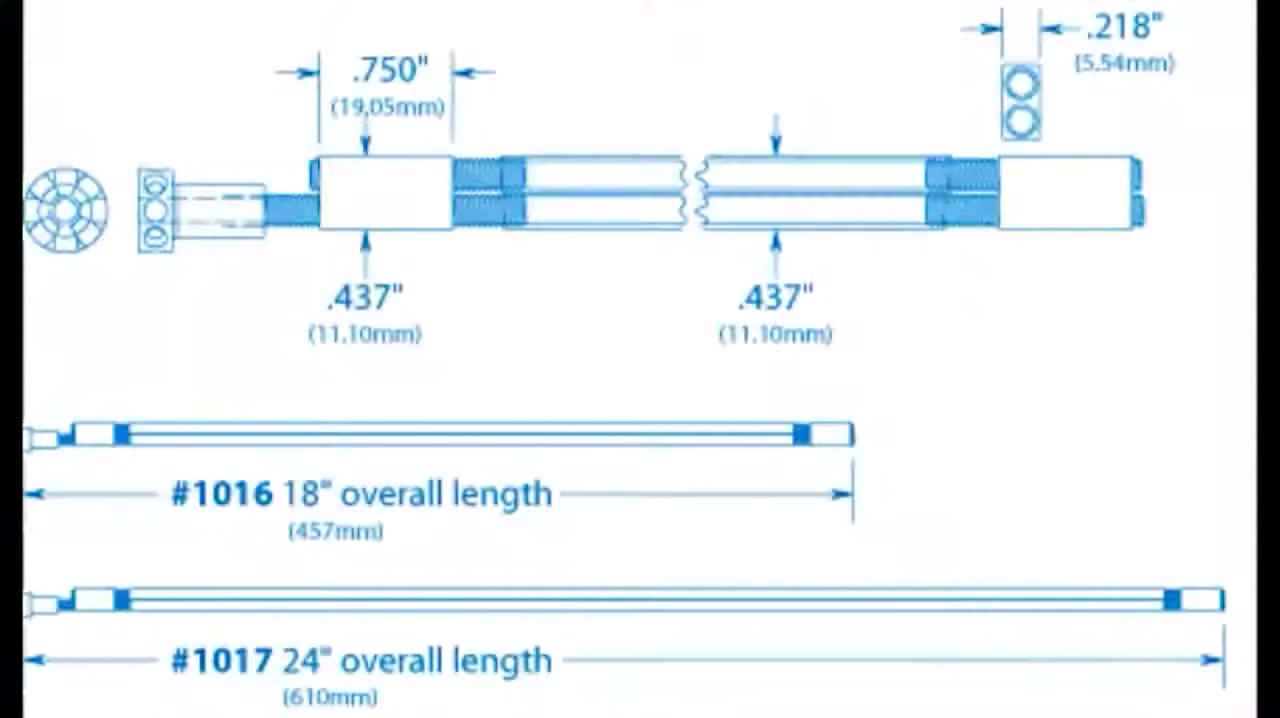 .218"
(5.54mm)
.750"
(19.05mm)
.437"
(11.10mm)
.437"
(11.10mm)
#1016 18" overall length
(457mm)
#1017 24" overall length
(610mm)